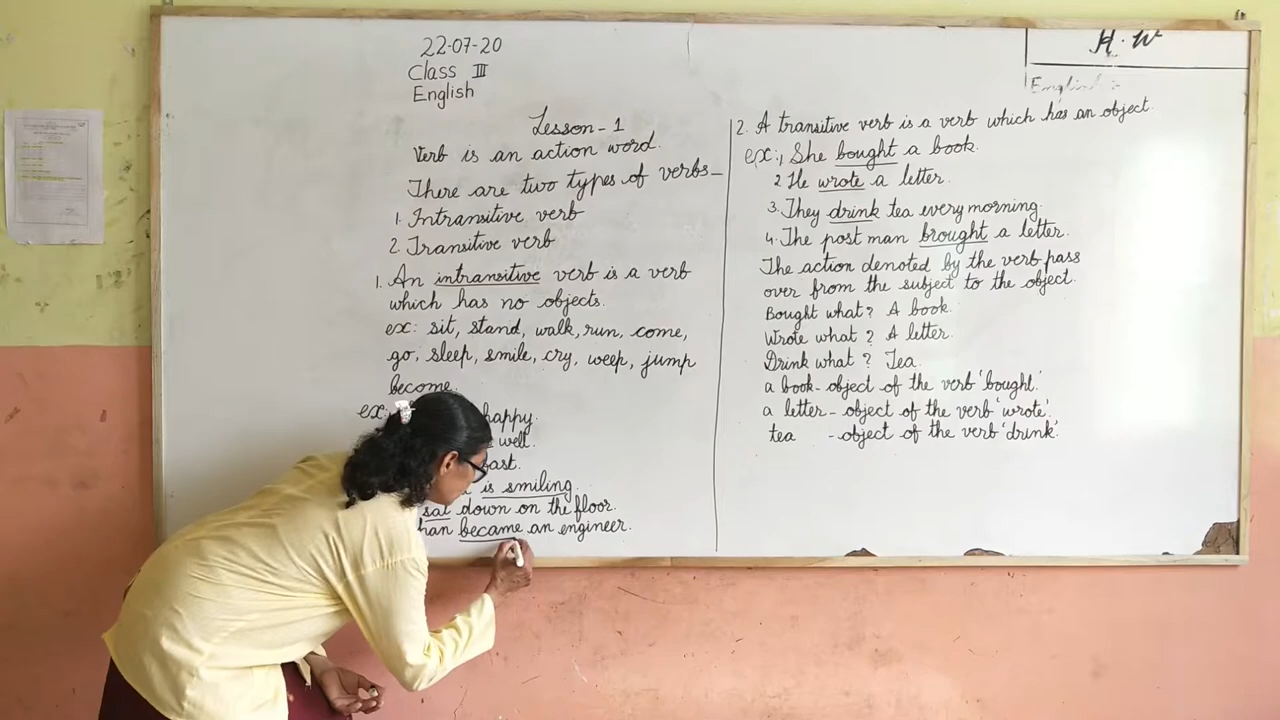 22-07-20
Class III
English
Lesson-1
Verb is an action word.
There are two types of verbs-
1. Intransitive verb
2. Transitive verb
1. An intransitive verb is a verb
which has no objects.
ex: sit, stand, walk, run, come,
go, sleep, smile, cry, weep, jump
become.
ex: happy.
well.
is smiling.
sat down on the floor.
became an engineer.
H.W
English :-
2. A transitive verb is a verb which has an object.
ex:, She bought a book.
2 He wrote a letter.
3. They drink tea every morning.
4. The post man brought a letter.
The action denoted by the verb pass
over from the subject to the object.
Bought what? A book.
Wrote what? A letter.
Drink what? Tea.
a book- object of the verb 'bought.'
a letter- object of the verb 'wrote'.
tea - object of the verb 'drink'.